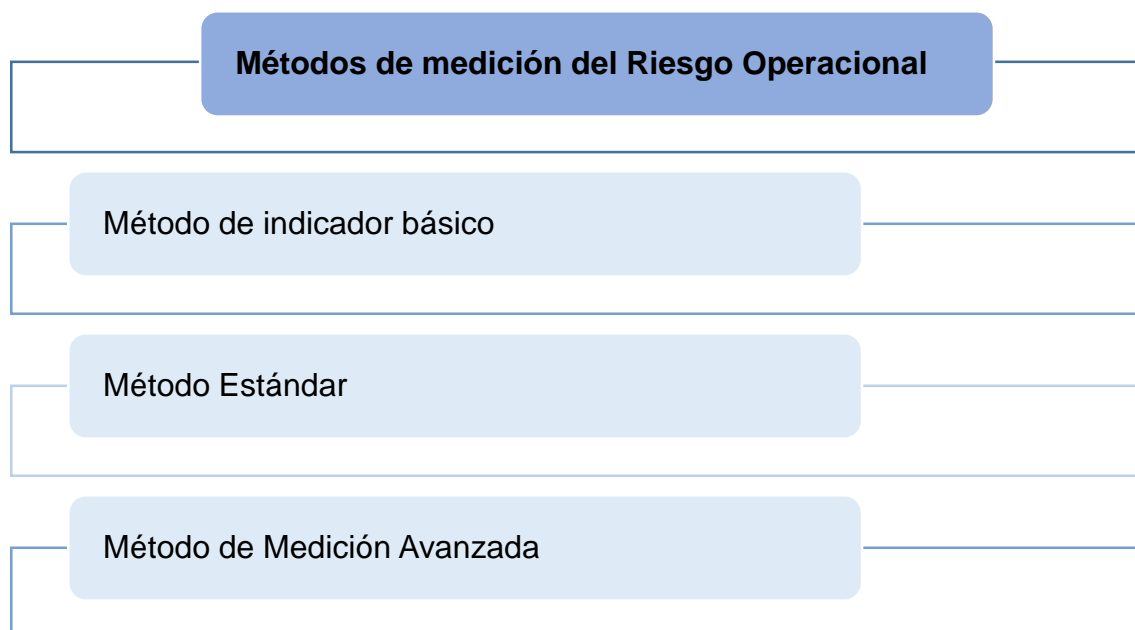 Métodos de medición del Riesgo Operacional
Método de indicador básico
Método Estándar
Método de Medición Avanzada